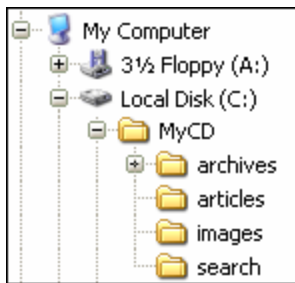 My Computer
3½ Floppy (A:)
Local Disk (C:)
MyCD
archives
articles
images
search